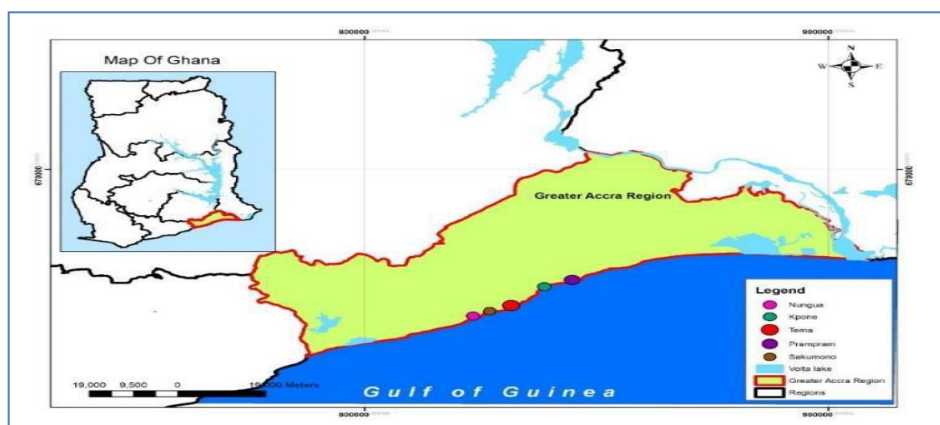 Map Of Ghana
800000
900000
N
W E
S
670000
670000
Greater Accra Region
Legend
Nungua
Kpone
Tema
Prampram
Sakumono
Volta lake
Greater Accra Region
Regions
19,000 9,500 0 19,000 Meters
Gulf of Guinea
800000
900000